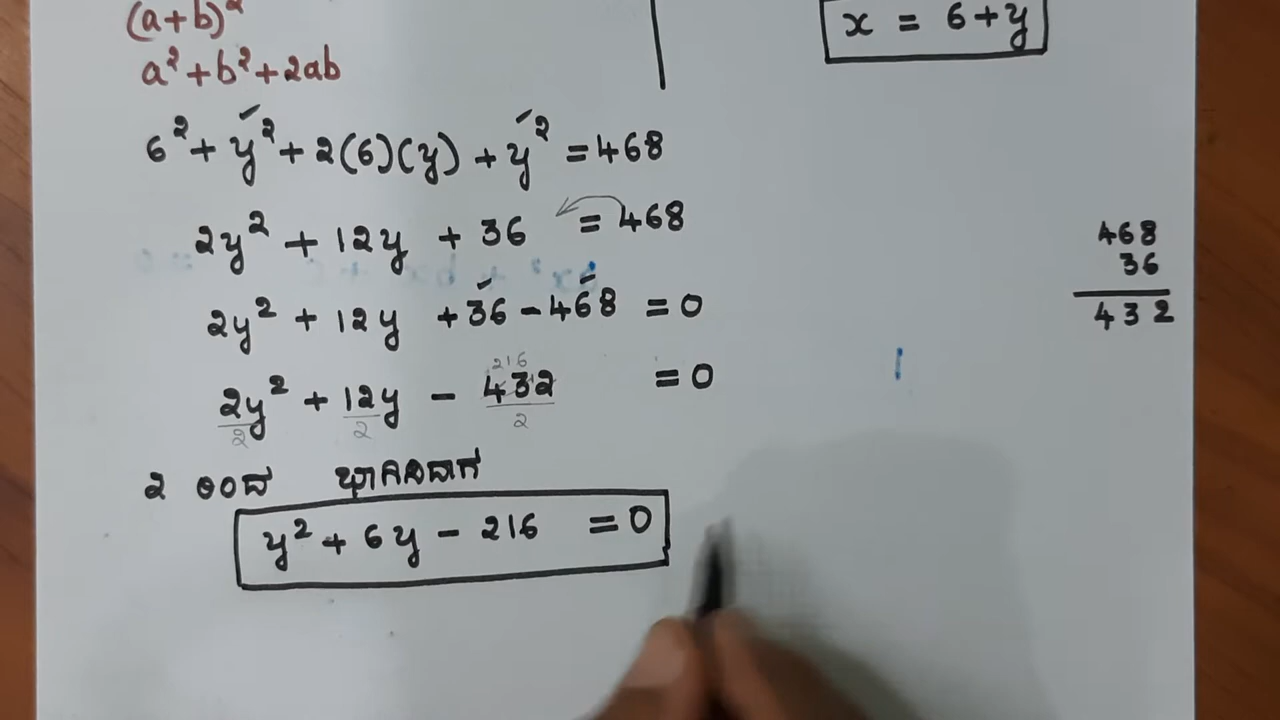 (a+b)²
a²+b²+2ab
x = 6+y
6² + y² + 2(6)(y) + y² = 468
2y² + 12y + 36 = 468
2y² + 12y + 36 - 468 = 0
216
2y² + 12y - 432 = 0
2 2 2
2 ರಿಂದ ಭಾಗಿಸಿದಾಗ
y² + 6y - 216 = 0
468
36
432